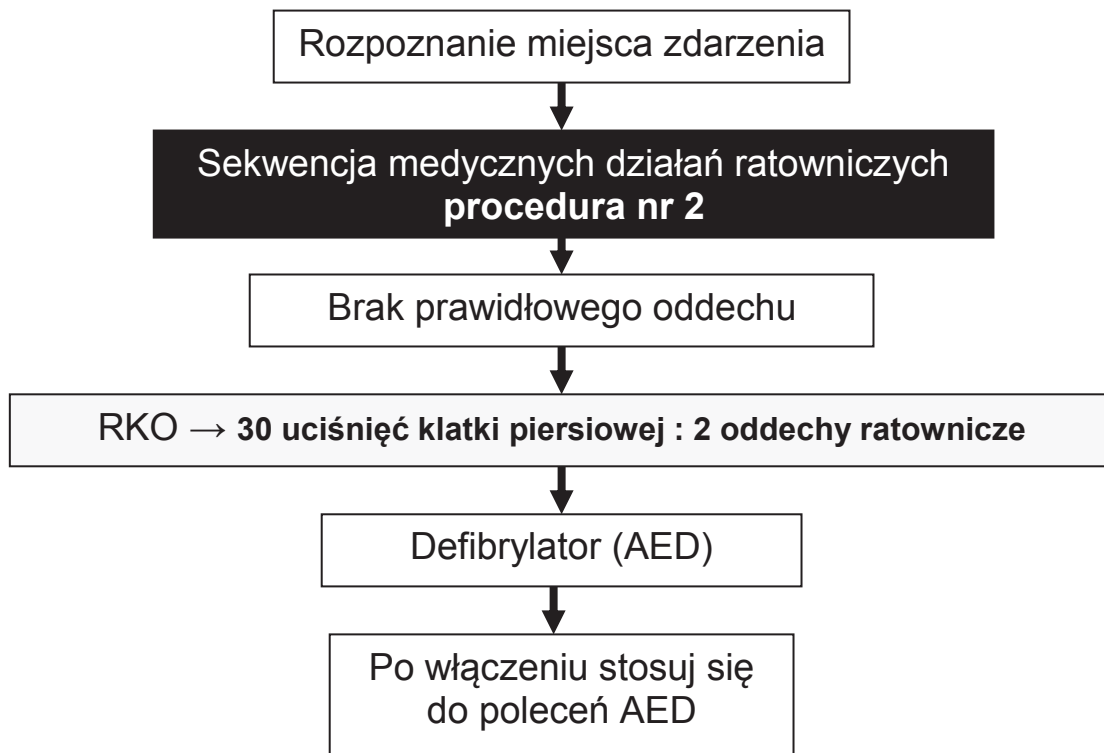 Rozpoznanie miejsca zdarzenia
Sekwencja medycznych działań ratowniczych
procedura nr 2
Brak prawidłowego oddechu
RKO → 30 uciśnięć klatki piersiowej : 2 oddechy ratownicze
Defibrylator (AED)
Po włączeniu stosuj się
do poleceń AED